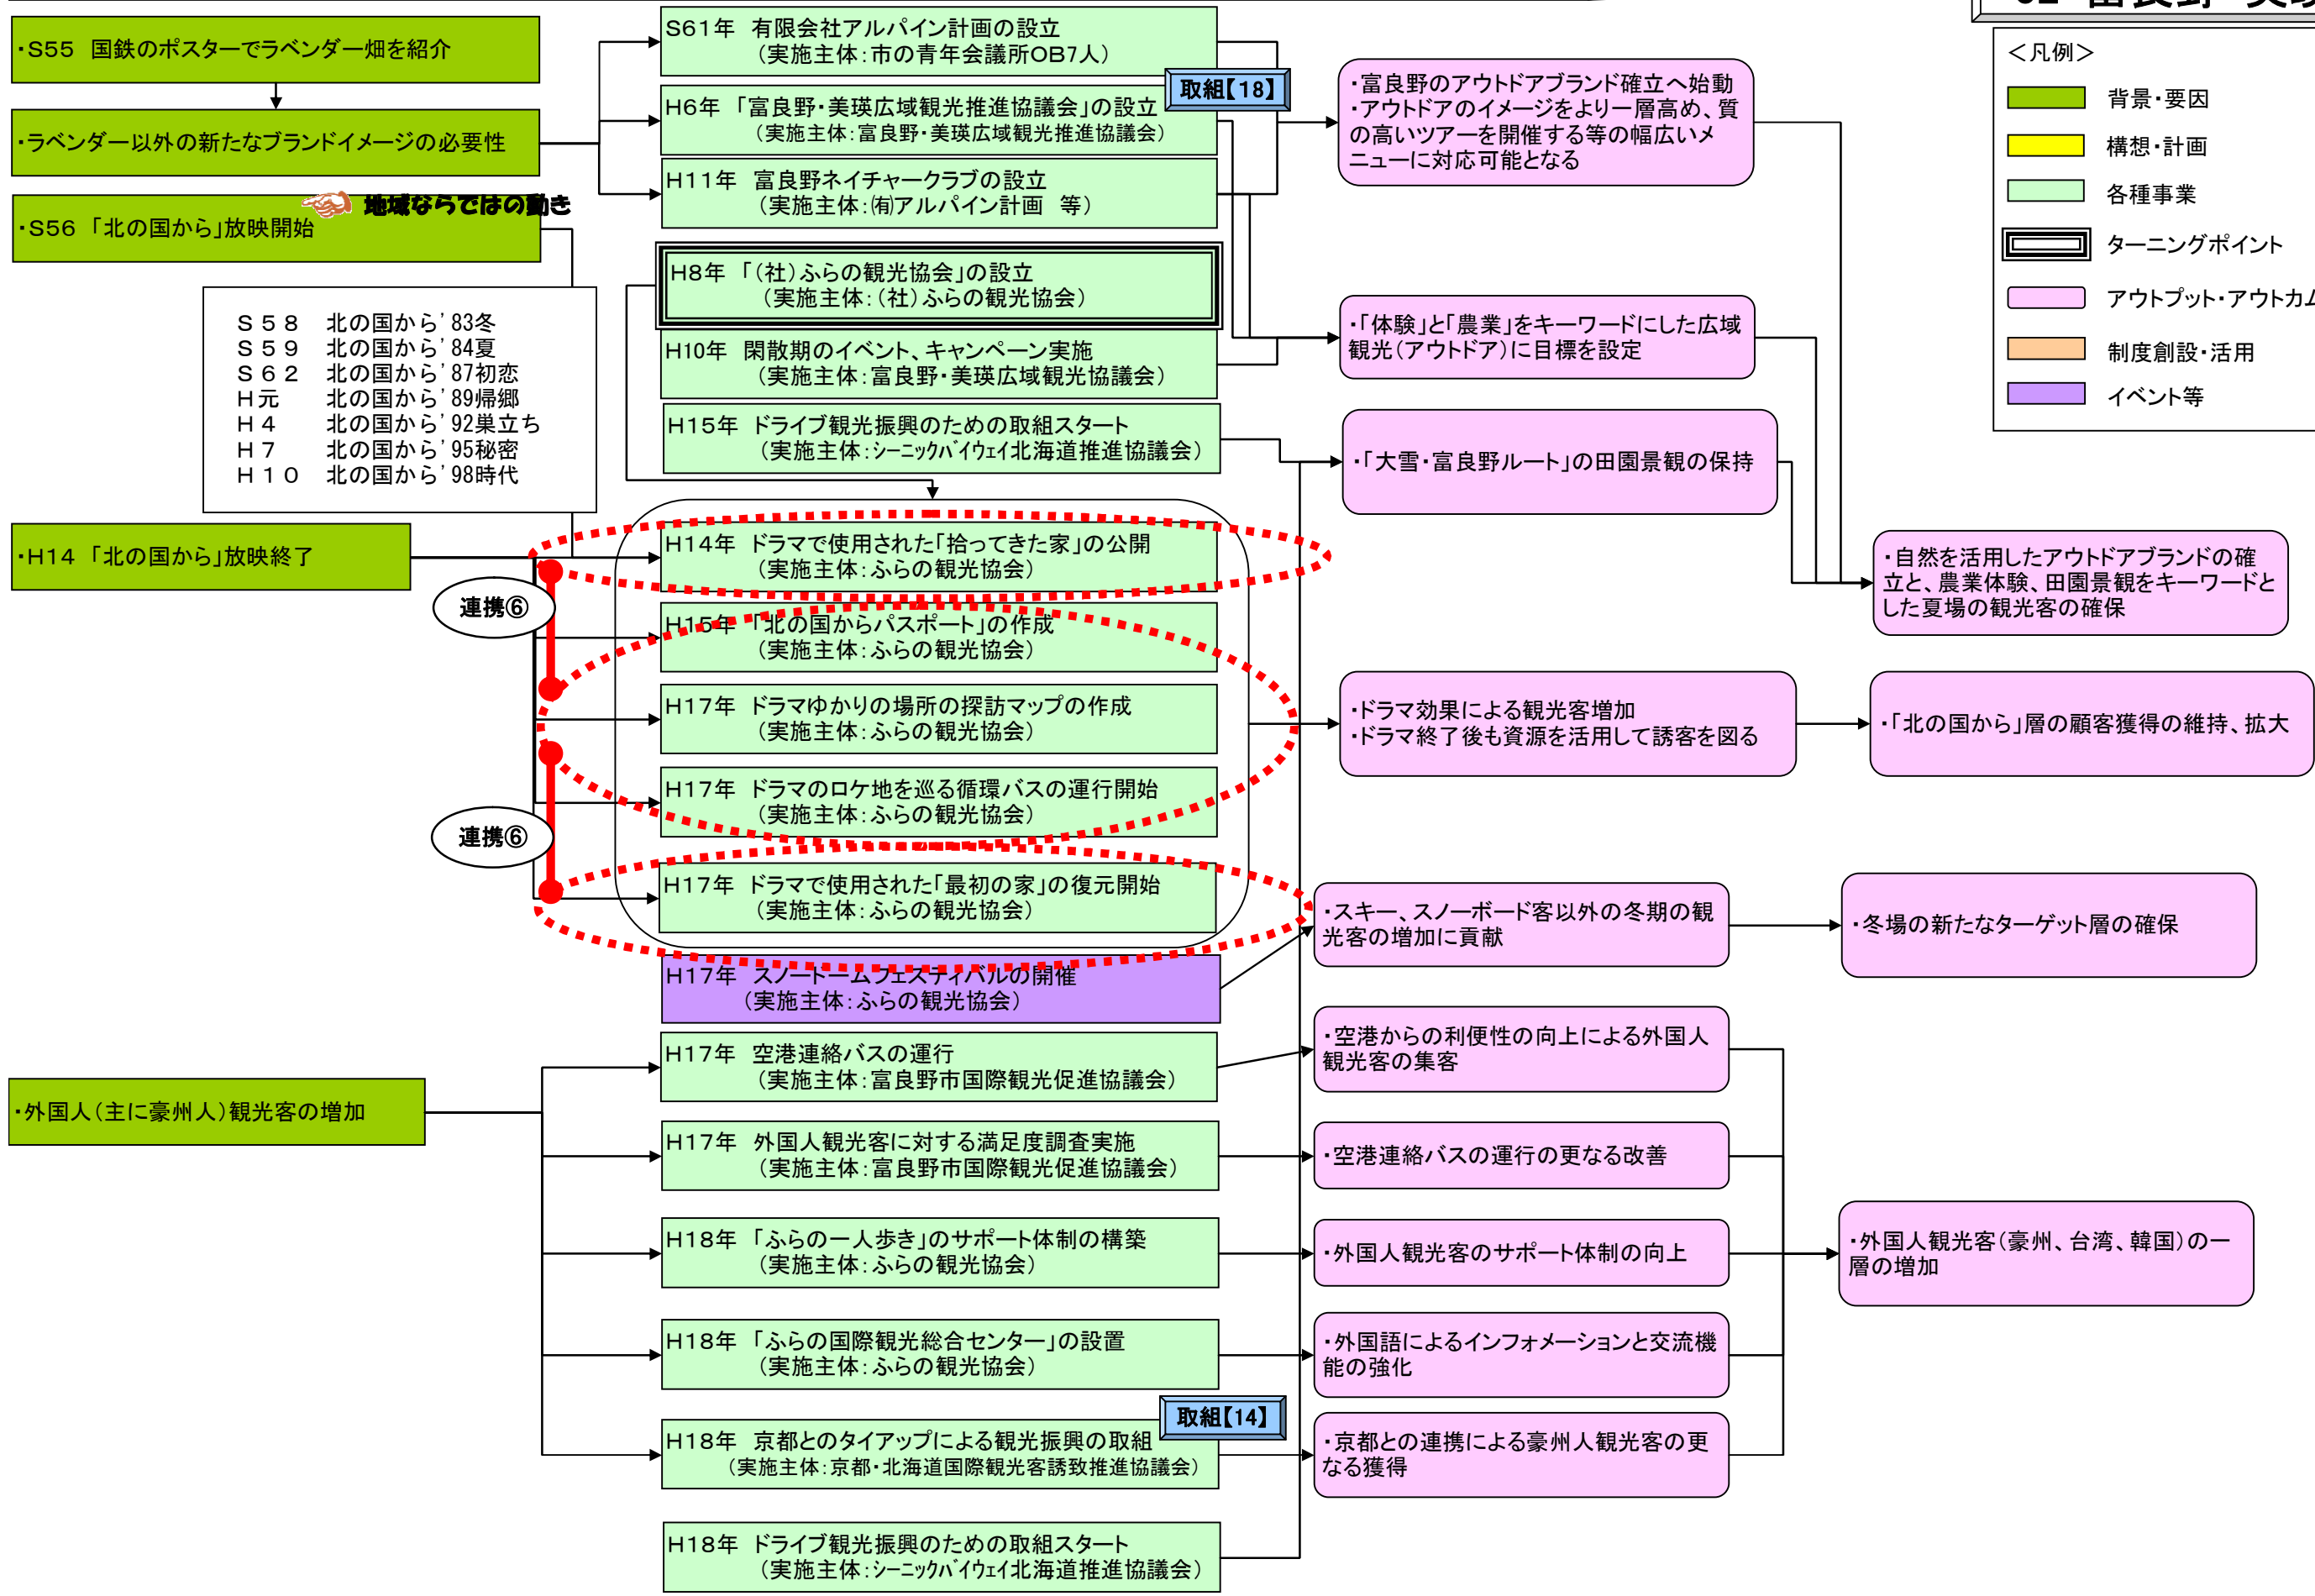 ・S55 国鉄のポスターでラベンダー畑を紹介
・ラベンダー以外の新たなブランドイメージの必要性
地域ならではの動き
・S56 「北の国から」放映開始
S58 北の国から'83冬
S59 北の国から'84夏
S62 北の国から'87初恋
H元 北の国から'89帰郷
H4 北の国から'92巣立ち
H7 北の国から'95秘密
H10 北の国から'98時代
・H14 「北の国から」放映終了
連携⑥
連携⑥
・外国人(主に豪州人)観光客の増加
S61年 有限会社アルパイン計画の設立
(実施主体:市の青年会議所OB7人)
取組【18】
H6年 「富良野・美瑛広域観光推進協議会」の設立
(実施主体:富良野・美瑛広域観光推進協議会)
H11年 富良野ネイチャークラブの設立
(実施主体:㈲アルパイン計画 等)
H8年 「(社)ふらの観光協会」の設立
(実施主体:(社)ふらの観光協会)
H10年 閑散期のイベント、キャンペーン実施
(実施主体:富良野・美瑛広域観光協議会)
H15年 ドライブ観光振興のための取組スタート
(実施主体:シーニックバイウェイ北海道推進協議会)
H14年 ドラマで使用された「拾ってきた家」の公開
(実施主体:ふらの観光協会)
H15年 「北の国からパスポート」の作成
(実施主体:ふらの観光協会)
H17年 ドラマゆかりの場所の探訪マップの作成
(実施主体:ふらの観光協会)
H17年 ドラマのロケ地を巡る循環バスの運行開始
(実施主体:ふらの観光協会)
H17年 ドラマで使用された「最初の家」の復元開始
(実施主体:ふらの観光協会)
H17年 スノードームフェスティバルの開催
(実施主体:ふらの観光協会)
H17年 空港連絡バスの運行
(実施主体:富良野市国際観光促進協議会)
H17年 外国人観光客に対する満足度調査実施
(実施主体:富良野市国際観光促進協議会)
H18年 「ふらの一人歩き」のサポート体制の構築
(実施主体:ふらの観光協会)
H18年 「ふらの国際観光総合センター」の設置
(実施主体:ふらの観光協会)
取組【14】
H18年 京都とのタイアップによる観光振興の取組
(実施主体:京都・北海道国際観光客誘致推進協議会)
H18年 ドライブ観光振興のための取組スタート
(実施主体:シーニックバイウェイ北海道推進協議会)
・富良野のアウトドアブランド確立へ始動
・アウトドアのイメージをより一層高め、質
の高いツアーを開催する等の幅広いメ
ニューに対応可能となる
・「体験」と「農業」をキーワードにした広域
観光(アウトドア)に目標を設定
・「大雪・富良野ルート」の田園景観の保持
・ドラマ効果による観光客増加
・ドラマ終了後も資源を活用して誘客を図る
・スキー、スノーボード客以外の冬期の観
光客の増加に貢献
・空港からの利便性の向上による外国人
観光客の集客
・空港連絡バスの運行の更なる改善
・外国人観光客のサポート体制の向上
・外国語によるインフォメーションと交流機
能の強化
・京都との連携による豪州人観光客の更
なる獲得
・自然を活用したアウトドアブランドの確
立と、農業体験、田園景観をキーワードと
した夏場の観光客の確保
・「北の国から」層の顧客獲得の維持、拡大
・冬場の新たなターゲット層の確保
・外国人観光客(豪州、台湾、韓国)の一
層の増加
<凡例>
背景・要因
構想・計画
各種事業
ターニングポイント
アウトプット・アウトカム
制度創設・活用
イベント等